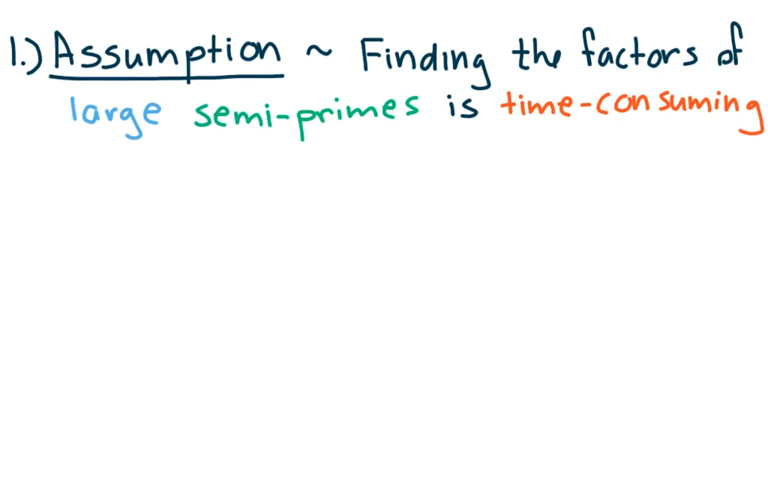 1.) Assumption ~ Finding the factors of
large semi-primes is time-consuming